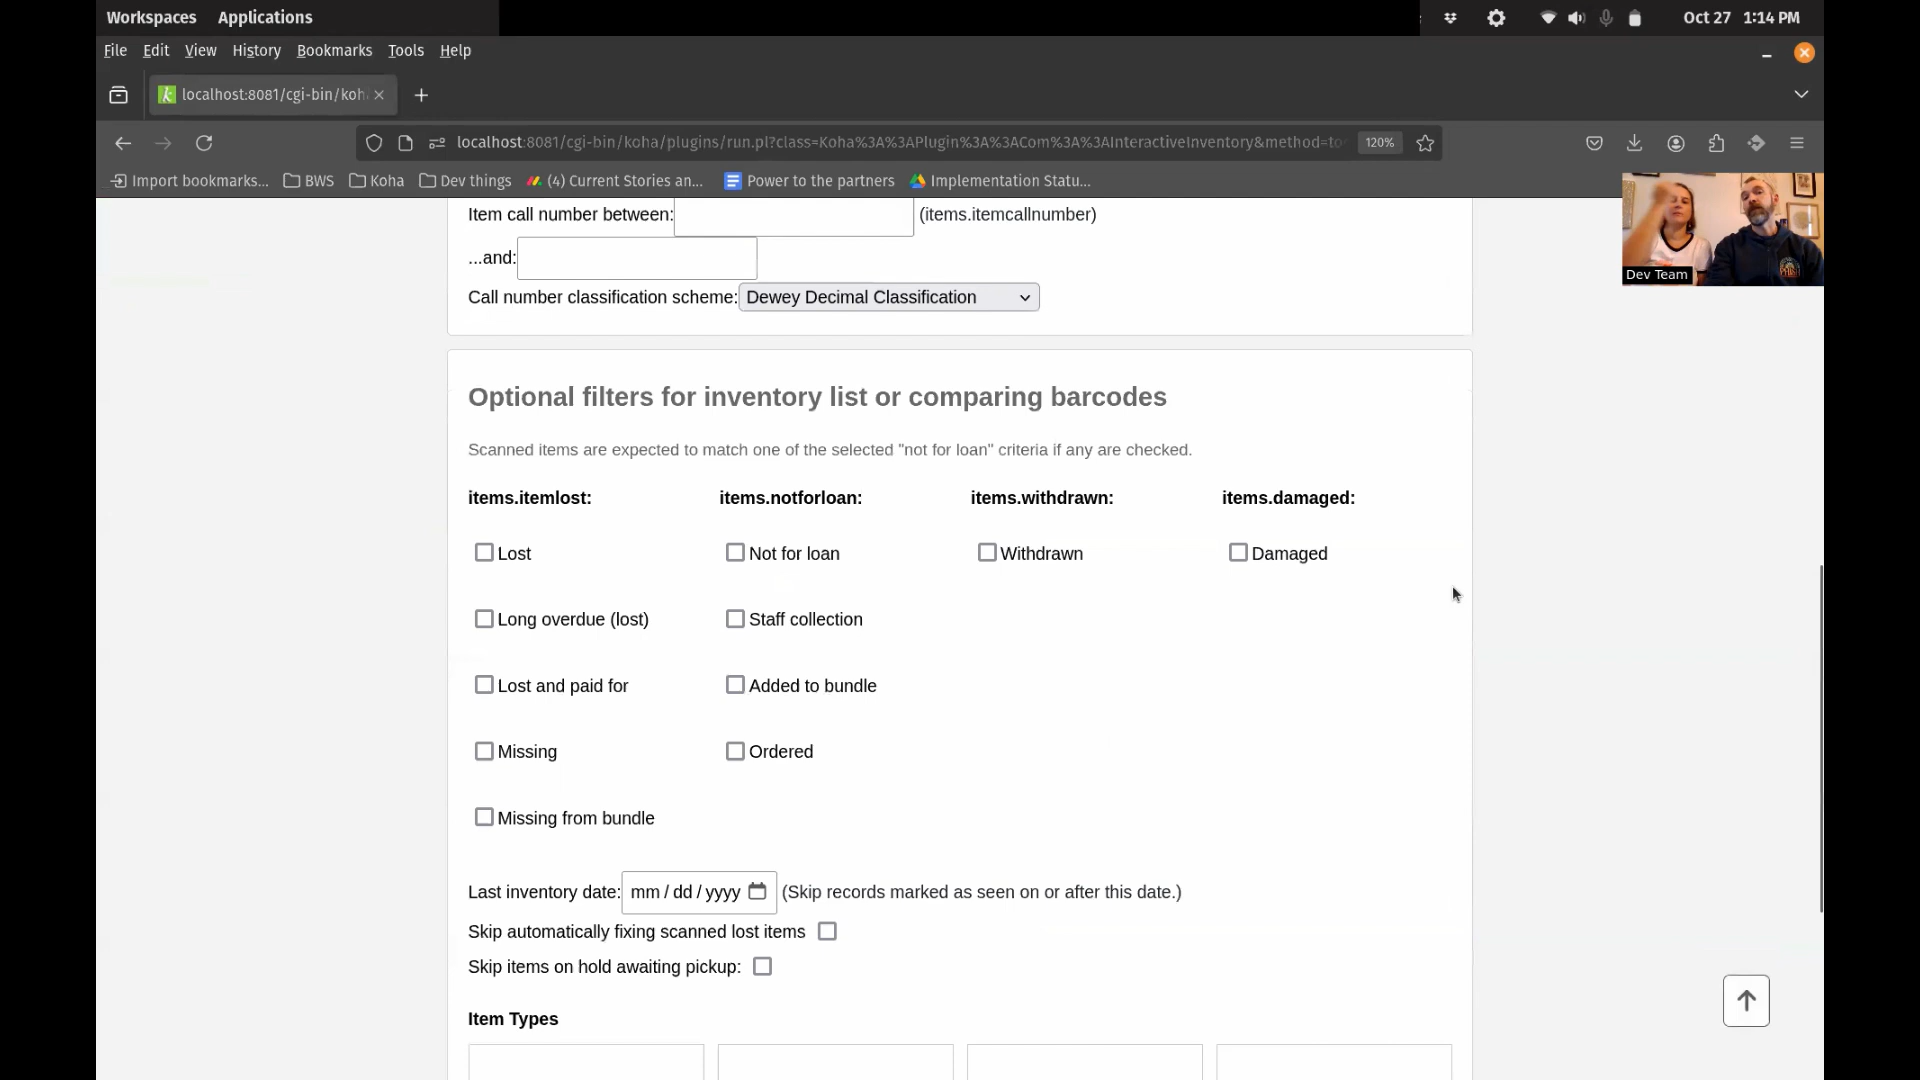 Workspaces Applications
Oct 27 1:14 PM
File Edit View History Bookmarks Tools Help
localhost:8081/cgi-bin/koh
localhost:8081/cgi-bin/koha/plugins/run.pl?class=Koha%3A%3APlugin%3A%3ACom%3A%3AInteractiveInventory&method=to 120%
Import bookmarks... BWS Koha Dev things (4) Current Stories an... Power to the partners Implementation Statu...
Dev Team
Item call number between: (items.itemcallnumber)
...and:
Call number classification scheme: Dewey Decimal Classification
Optional filters for inventory list or comparing barcodes
Scanned items are expected to match one of the selected "not for loan" criteria if any are checked.
items.itemlost: items.notforloan: items.withdrawn: items.damaged:
Lost Not for loan Withdrawn Damaged
Long overdue (lost) Staff collection
Lost and paid for Added to bundle
Missing Ordered
Missing from bundle
Last inventory date: mm / dd / yyyy (Skip records marked as seen on or after this date.)
Skip automatically fixing scanned lost items
Skip items on hold awaiting pickup:
Item Types